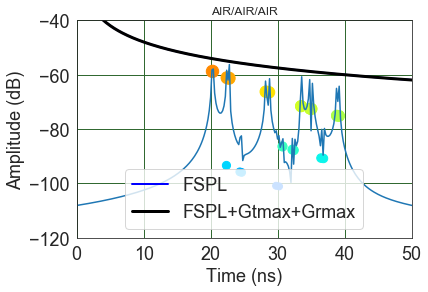 AIR/AIR/AIR
−40
−60
−80
−100
−120
Amplitude (dB)
FSPL
FSPL+Gtmax+Grmax
0 10 20 30 40 50
Time (ns)